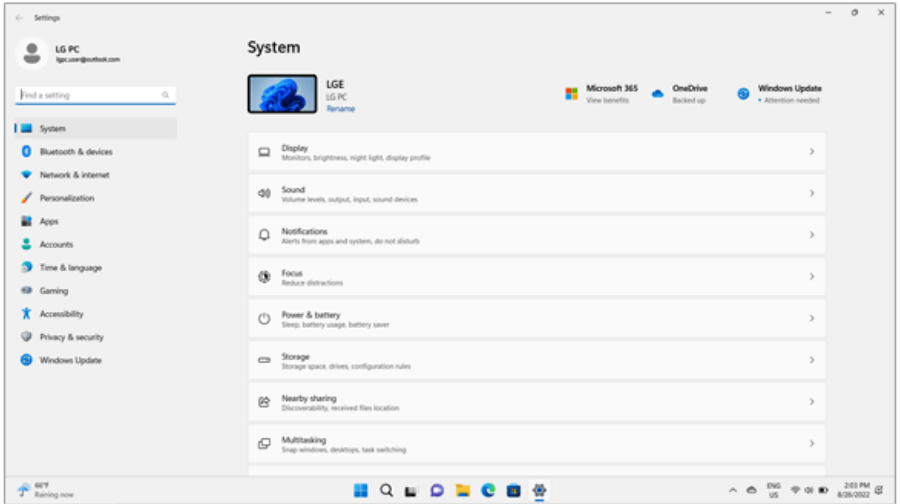 Settings
LG PC
lgpc.user@outlook.com
Find a setting
System
Bluetooth & devices
Network & internet
Personalization
Apps
Accounts
Time & language
Gaming
Accessibility
Privacy & security
Windows Update
System
LGE
LG PC
Rename
Microsoft 365
View benefits
OneDrive
Backed up
Windows Update
• Attention needed
Display
Monitors, brightness, night light, display profile
Sound
Volume levels, output, input, sound devices
Notifications
Alerts from apps and system, do not disturb
Focus
Reduce distractions
Power & battery
Sleep, battery usage, battery saver
Storage
Storage space, drives, configuration rules
Nearby sharing
Discoverability, received files location
Multitasking
Snap windows, desktops, task switching
66°F
Raining now
ENG
US
2:03 PM
8/26/2022